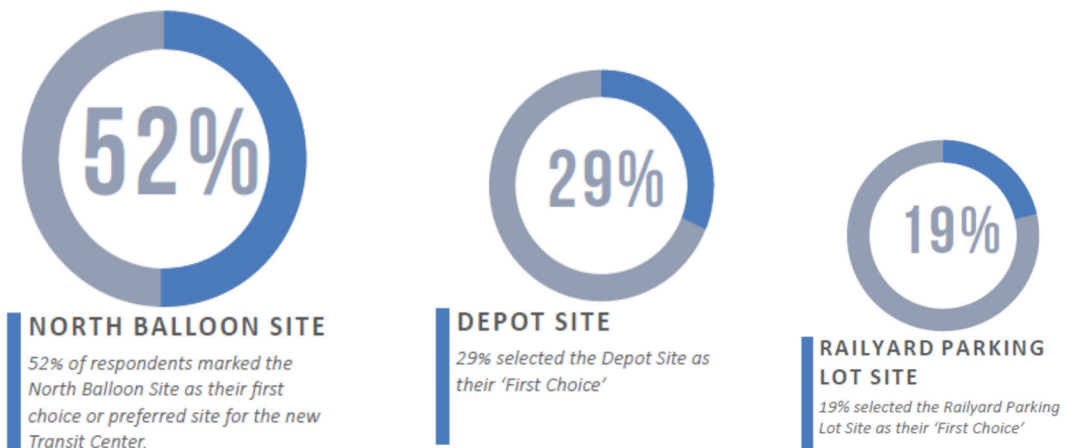 52%
NORTH BALLOON SITE
52% of respondents marked the
North Balloon Site as their first
choice or preferred site for the new
Transit Center.
29%
DEPOT SITE
29% selected the Depot Site as
their ‘First Choice’
19%
RAILYARD PARKING
LOT SITE
19% selected the Railyard Parking
Lot Site as their ‘First Choice’